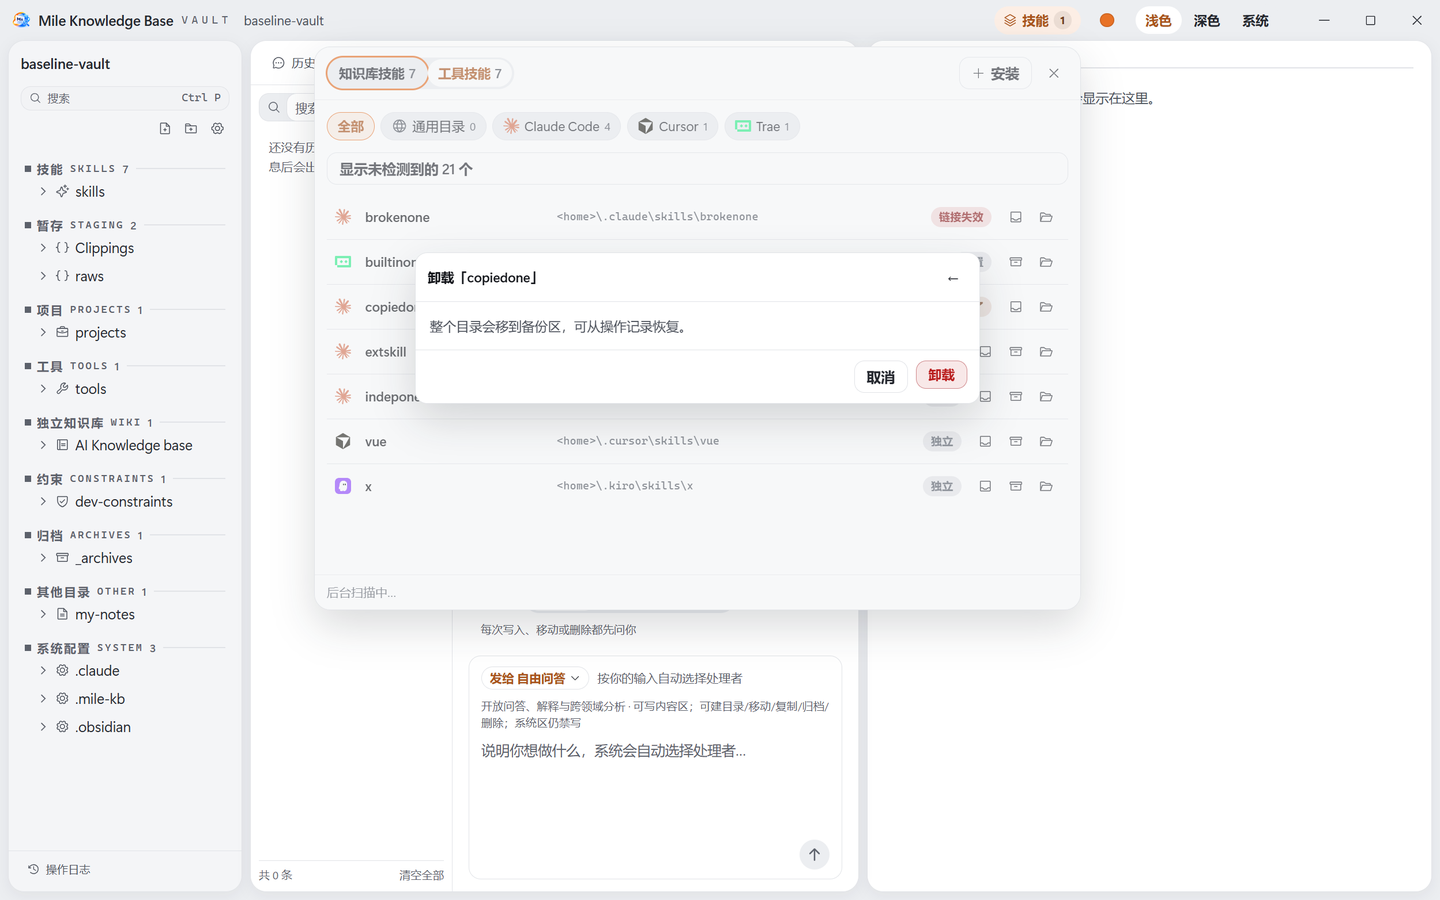 Mile Knowledge Base VAULT baseline-vault
技能 1
浅色 深色 系统
baseline-vault
搜索 Ctrl P
技能 SKILLS 7
skills
暂存 STAGING 2
Clippings
raws
项目 PROJECTS 1
projects
工具 TOOLS 1
tools
独立知识库 WIKI 1
AI Knowledge base
约束 CONSTRAINTS 1
dev-constraints
归档 ARCHIVES 1
_archives
其他目录 OTHER 1
my-notes
系统配置 SYSTEM 3
.claude
.mile-kb
.obsidian
操作日志
历史
搜索
还没有历
息后会出
共 0 条 清空全部
知识库技能 7 工具技能 7
安装
全部 通用目录 0 Claude Code 4 Cursor 1 Trae 1
显示未检测到的 21 个
brokenone <home>\.claude\skills\brokenone 链接失效
builtinor
copiedo
extskill
indepone
vue <home>\.cursor\skills\vue 独立
x <home>\.kiro\skills\x 独立
后台扫描中...
卸载「copiedone」
整个目录会移到备份区，可从操作记录恢复。
取消 卸载
每次写入、移动或删除都先问你
发给 自由问答 按你的输入自动选择处理者
开放问答、解释与跨领域分析 · 可写内容区；可建目录/移动/复制/归档/
删除；系统区仍禁写
说明你想做什么，系统会自动选择处理者...
显示在这里。